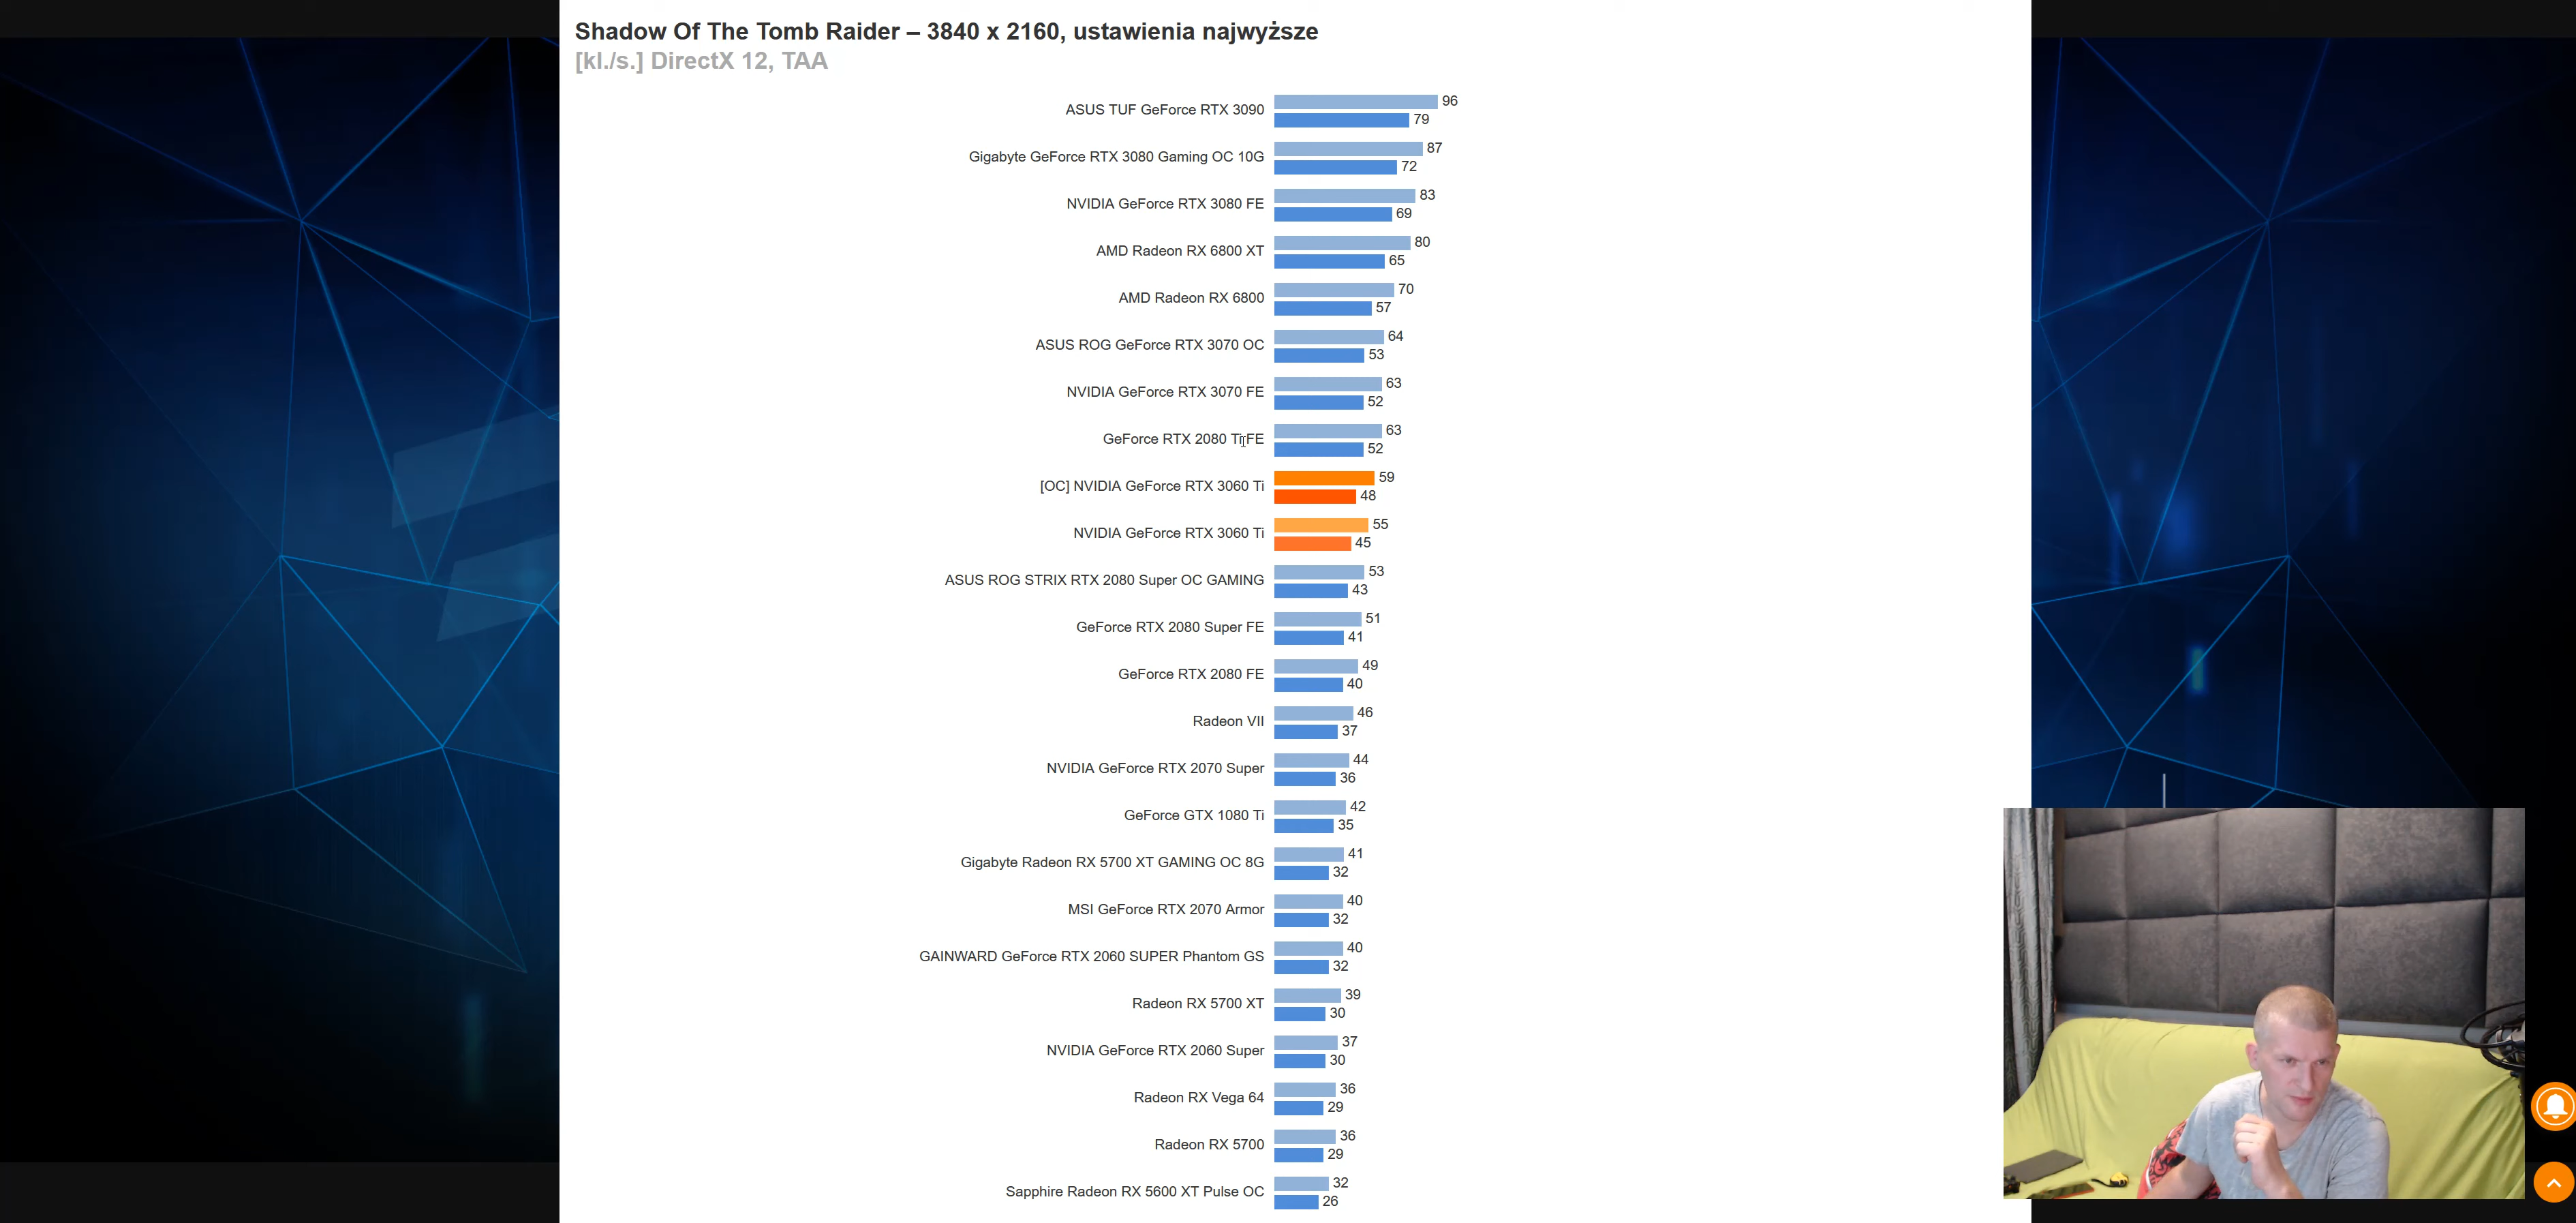 Shadow Of The Tomb Raider – 3840 x 2160, ustawienia najwyższe
[kl./s.] DirectX 12, TAA
ASUS TUF GeForce RTX 3090 96 79
Gigabyte GeForce RTX 3080 Gaming OC 10G 87 72
NVIDIA GeForce RTX 3080 FE 83 69
AMD Radeon RX 6800 XT 80 65
AMD Radeon RX 6800 70 57
ASUS ROG GeForce RTX 3070 OC 64 53
NVIDIA GeForce RTX 3070 FE 63 52
GeForce RTX 2080 Ti FE 63 52
[OC] NVIDIA GeForce RTX 3060 Ti 59 48
NVIDIA GeForce RTX 3060 Ti 55 45
ASUS ROG STRIX RTX 2080 Super OC GAMING 53 43
GeForce RTX 2080 Super FE 51 41
GeForce RTX 2080 FE 49 40
Radeon VII 46 37
NVIDIA GeForce RTX 2070 Super 44 36
GeForce GTX 1080 Ti 42 35
Gigabyte Radeon RX 5700 XT GAMING OC 8G 41 32
MSI GeForce RTX 2070 Armor 40 32
GAINWARD GeForce RTX 2060 SUPER Phantom GS 40 32
Radeon RX 5700 XT 39 30
NVIDIA GeForce RTX 2060 Super 37 30
Radeon RX Vega 64 36 29
Radeon RX 5700 36 29
Sapphire Radeon RX 5600 XT Pulse OC 32 26